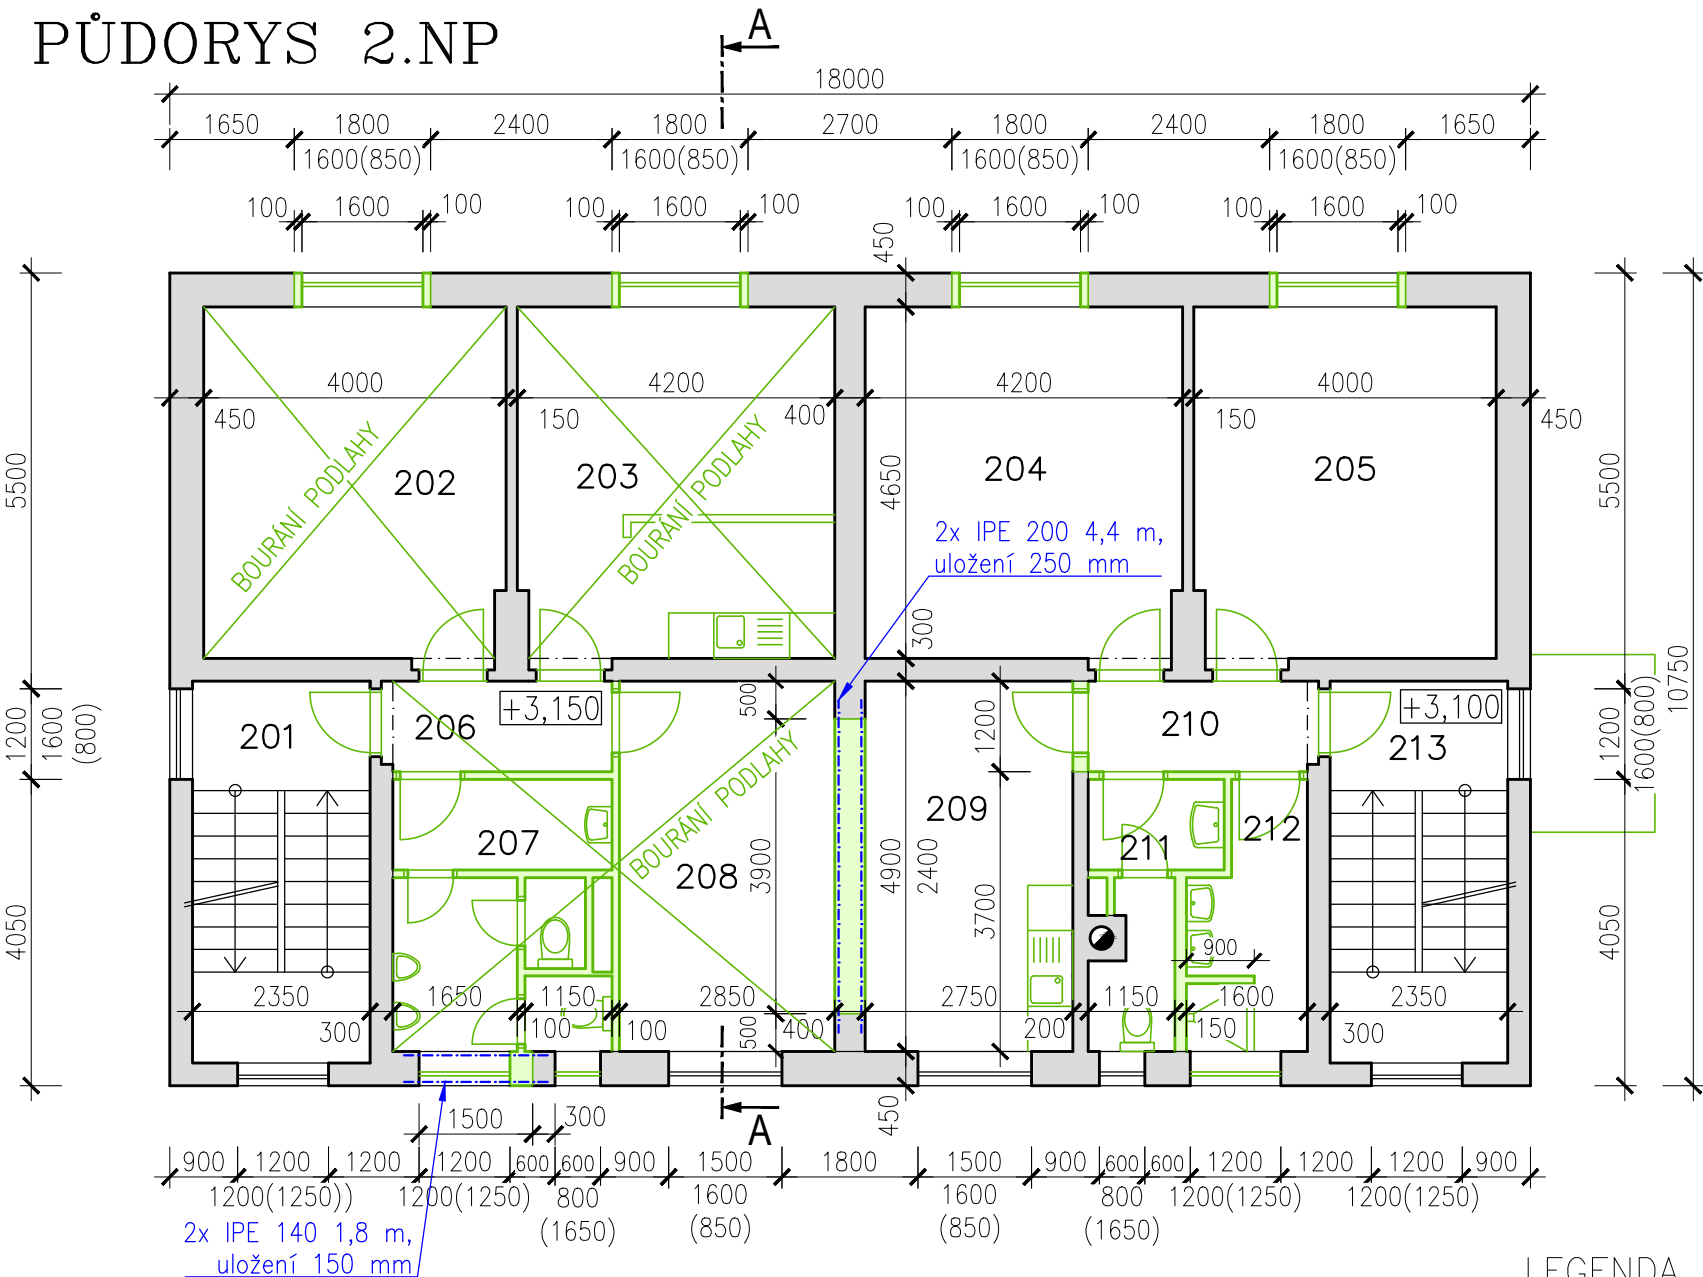 PŮDORYS 2.NP
A
18000
1650 1800 2400 1800 2700 1800 2400 1800 1650
1600(850) 1600(850) 1600(850) 1600(850)
100 1600 100 100 1600 100 100 1600 100 100 1600 100
450
4000 4200 4200 4000
450 150 400 150 450
202 203 204 205
BOURÁNÍ PODLAHY
BOURÁNÍ PODLAHY
5500
4650
5500
10750
2x IPE 200 4,4 m,
uložení 250 mm
300
+3,150
+3,100
500
201 206 210 213
1200
1600
(800)
1200
1200
1600(800)
BOURÁNÍ PODLAHY
207 208 209 211 212
3900
4900
2400
3700
900
4050
4050
2350 1650 1150 2850 2750 1150 1600 2350
300 100 100 500 400 200 150 300
450
A
1500 300
900 1200 1200 1200 600 600 900 1500 1800 1500 900 600 600 1200 1200 1200 900
1200(1250)) 1200(1250) 800 1600 1600 800 1200(1250) 1200(1250)
(1650) (850) (850) (1650)
2x IPE 140 1,8 m,
uložení 150 mm
LEGENDA